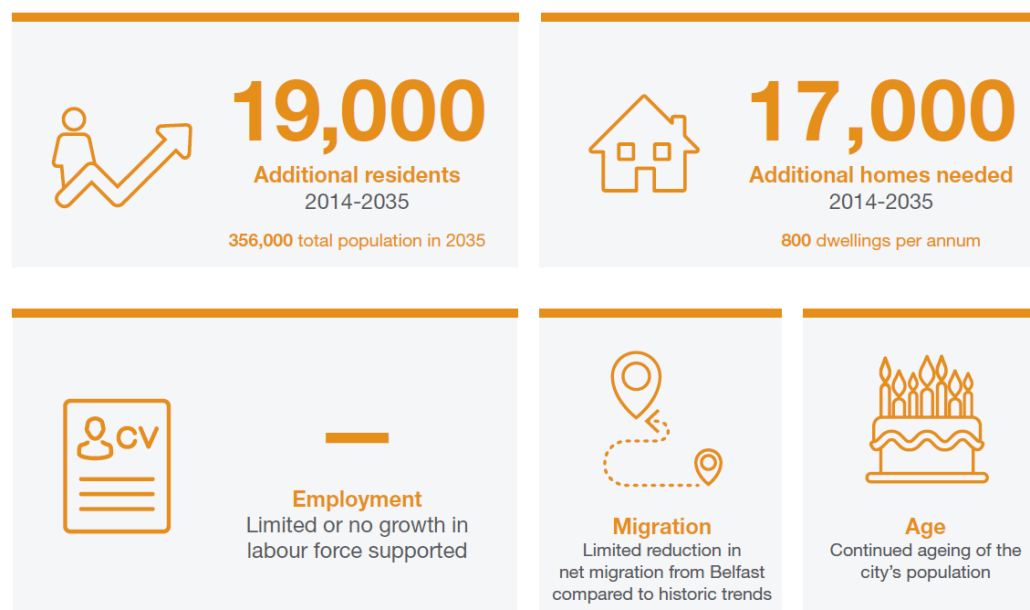 19,000
Additional residents
2014-2035
356,000 total population in 2035
17,000
Additional homes needed
2014-2035
800 dwellings per annum
CV
Employment
Limited or no growth in
labour force supported
Migration
Limited reduction in
net migration from Belfast
compared to historic trends
Age
Continued ageing of the
city's population